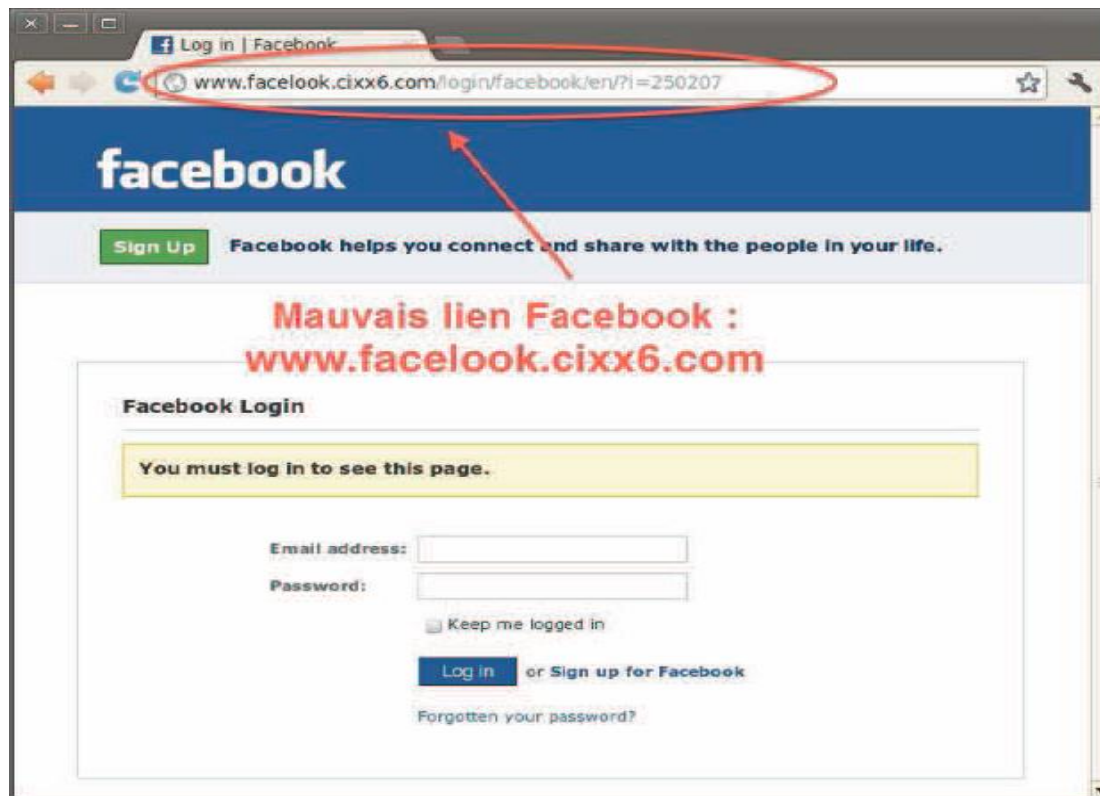 Log in | Facebook
www.facelook.cixx6.com/login/facebook/en/?i=250207
facebook
Sign Up Facebook helps you connect and share with the people in your life.
Mauvais lien Facebook :
www.facelook.cixx6.com
Facebook Login
You must log in to see this page.
Email address:
Password:
Keep me logged in
Log in or Sign up for Facebook
Forgotten your password?